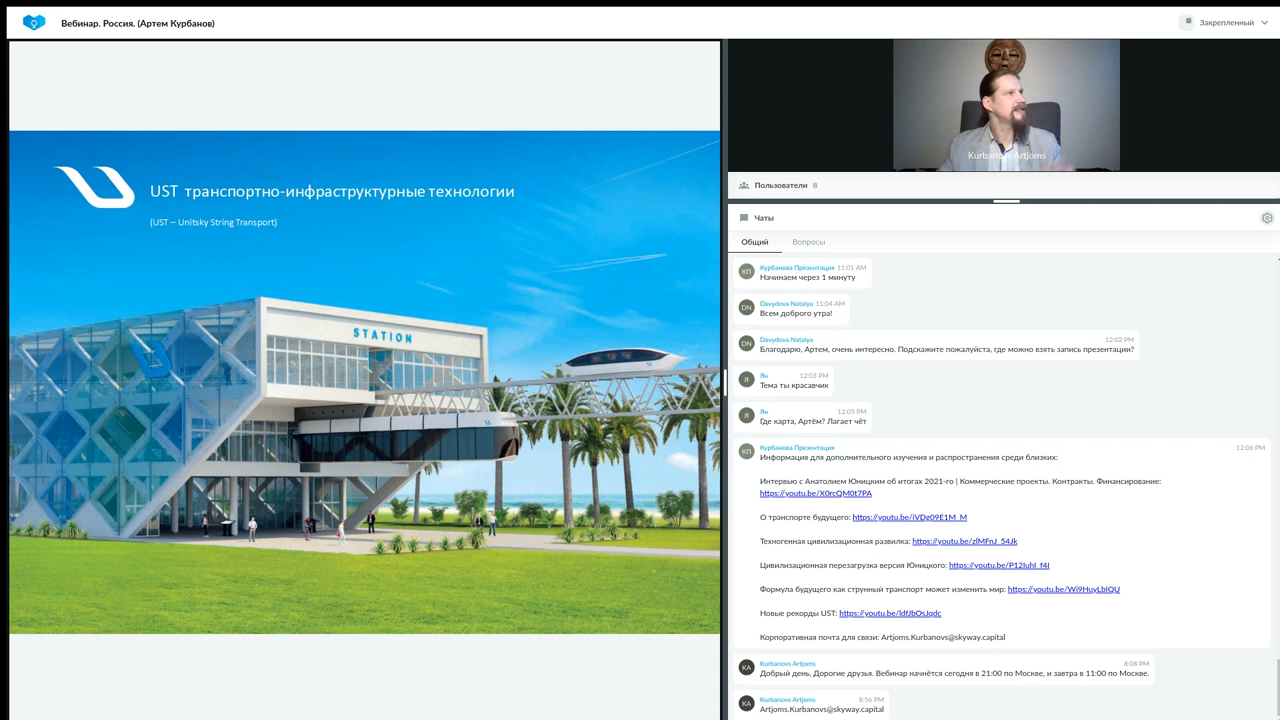 Вебинар. Россия. (Артем Курбанов)
Закрепленный
UST транспортно-инфраструктурные технологии
(UST – Unitsky String Transport)
STATION
Kurbanovs Artjoms
Пользователи 8
Чаты
Общий Вопросы
КП Курбанова Презентация 11:01 AM
Начинаем через 1 минуту
DN Davydova Natalya 11:04 AM
Всем доброго утра!
DN Davydova Natalya 12:02 PM
Благодарю, Артем, очень интересно. Подскажите пожалуйста, где можно взять запись презентации?
Я Ян 12:03 PM
Тема ты красавчик
Я Ян 12:05 PM
Где карта, Артём? Лагает чёт
КП Курбанова Презентация 12:06 PM
Информация для дополнительного изучения и распространения среди близких:
Интервью с Анатолием Юницким об итогах 2021-го | Коммерческие проекты. Контракты. Финансирование:
https://youtu.be/X0rcQM0t7PA
О транспорте будущего: https://youtu.be/iVDg09E1M_M
Техногенная цивилизационная развилка: https://youtu.be/zlMFnJ_54Jk
Цивилизационная перезагрузка версия Юницкого: https://youtu.be/P12IuhI_f4I
Формула будущего как струнный транспорт может изменить мир: https://youtu.be/Wi9HuyLbIQU
Новые рекорды UST: https://youtu.be/ldfJbOsJqdc
Корпоративная почта для связи: Artjoms.Kurbanovs@skyway.capital
KA Kurbanovs Artjoms 8:08 PM
Добрый день, Дорогие друзья. Вебинар начнётся сегодня в 21:00 по Москве, и завтра в 11:00 по Москве.
KA Kurbanovs Artjoms 8:56 PM
Artjoms.Kurbanovs@skyway.capital